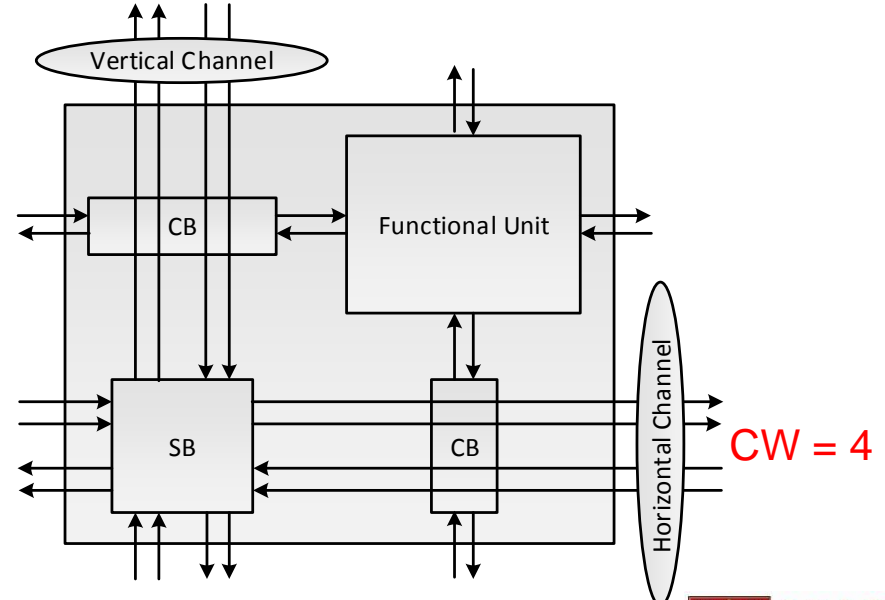 Vertical Channel
CB
Functional Unit
Horizontal Channel
SB
CB
CW = 4